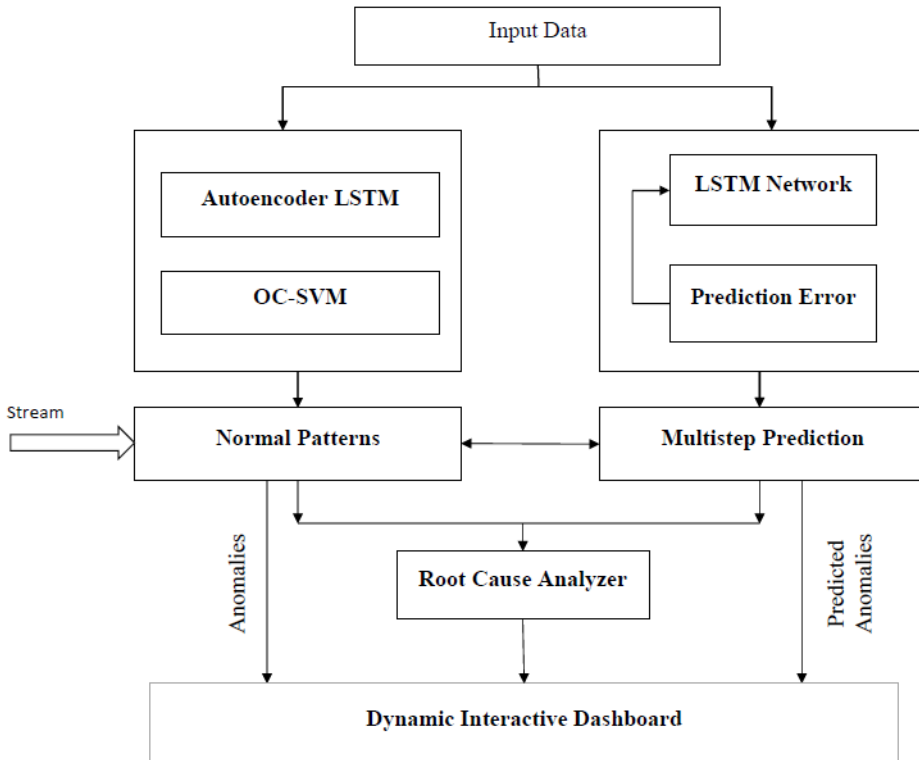 Input Data
Autoencoder LSTM
LSTM Network
OC-SVM
Prediction Error
Stream
Normal Patterns
Multistep Prediction
Anomalies
Root Cause Analyzer
Predicted
Anomalies
Dynamic Interactive Dashboard